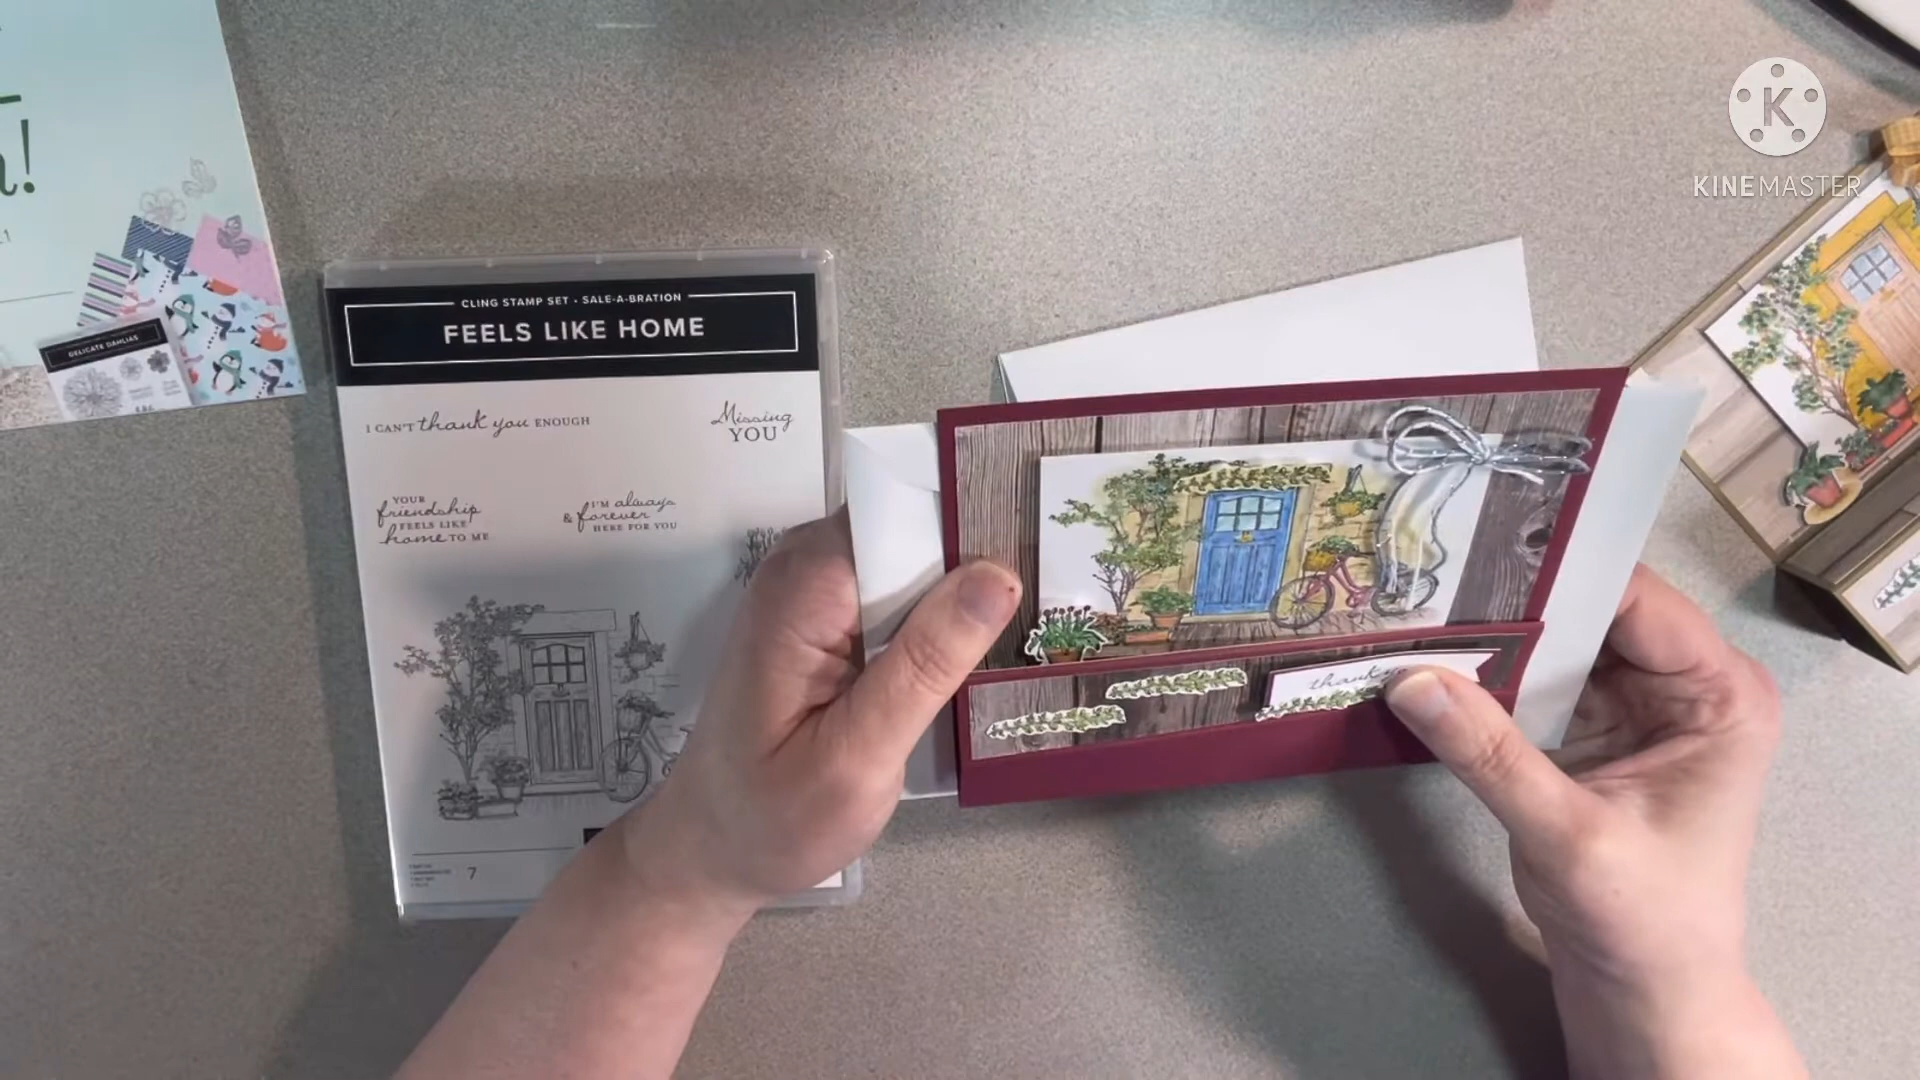 CLING STAMP SET • SALE-A-BRATION
FEELS LIKE HOME
I CAN'T thank you ENOUGH
Missing
YOU
YOUR
friendship
FEELS LIKE
home TO ME
I'M always
& forever
HERE FOR YOU
7
DELICATE DAHLIAS
thank
KINEMASTER